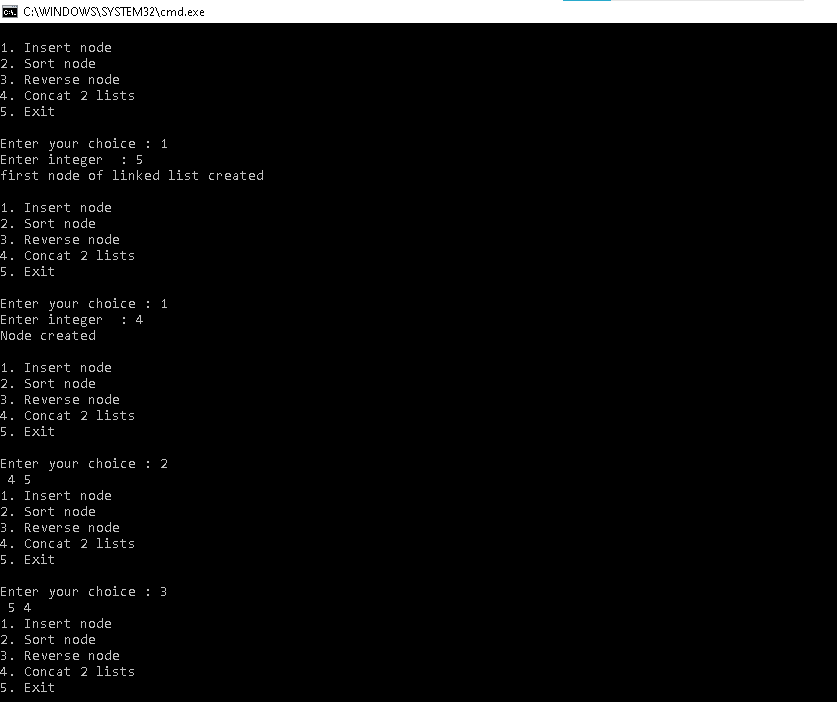 C:\WINDOWS\SYSTEM32\cmd.exe
1. Insert node
2. Sort node
3. Reverse node
4. Concat 2 lists
5. Exit
Enter your choice : 1
Enter integer  : 5
first node of linked list created
1. Insert node
2. Sort node
3. Reverse node
4. Concat 2 lists
5. Exit
Enter your choice : 1
Enter integer  : 4
Node created
1. Insert node
2. Sort node
3. Reverse node
4. Concat 2 lists
5. Exit
Enter your choice : 2
 4 5
1. Insert node
2. Sort node
3. Reverse node
4. Concat 2 lists
5. Exit
Enter your choice : 3
 5 4
1. Insert node
2. Sort node
3. Reverse node
4. Concat 2 lists
5. Exit